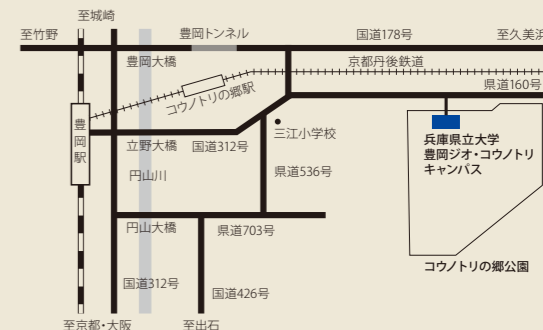 至城崎
至竹野
豊岡トンネル
国道178号
至久美浜
豊岡大橋
京都丹後鉄道
コウノトリの郷駅
県道160号
豊岡駅
三江小学校
立野大橋
国道312号
兵庫県立大学
豊岡ジオ・コウノトリ
キャンパス
円山川
県道536号
円山大橋
県道703号
コウノトリの郷公園
国道312号
国道426号
至京都・大阪
至出石